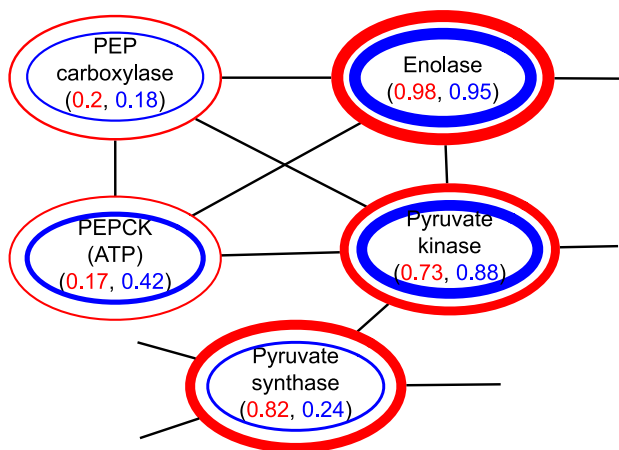 PEP
carboxylase
(0.2, 0.18)
Enolase
(0.98, 0.95)
PEPCK
(ATP)
(0.17, 0.42)
Pyruvate
kinase
(0.73, 0.88)
Pyruvate
synthase
(0.82, 0.24)